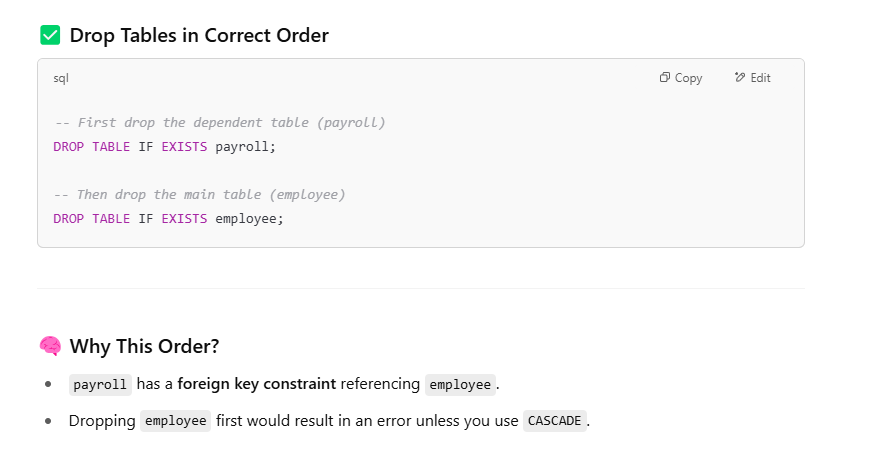 ✅ Drop Tables in Correct Order
sql Copy Edit
-- First drop the dependent table (payroll)
DROP TABLE IF EXISTS payroll;
-- Then drop the main table (employee)
DROP TABLE IF EXISTS employee;
🧠 Why This Order?
• payroll has a foreign key constraint referencing employee.
• Dropping employee first would result in an error unless you use CASCADE.